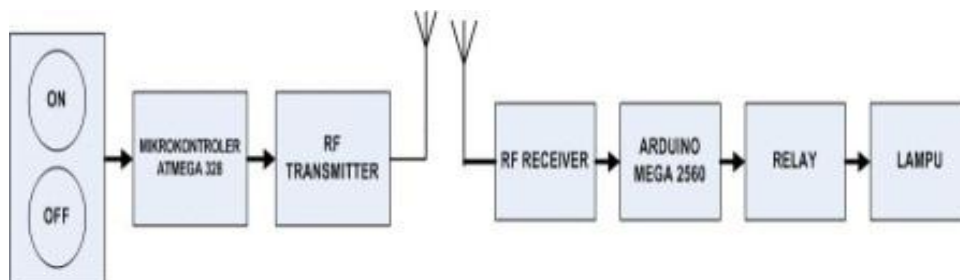 ON
OFF
MIKROKONTROLER
ATMEGA 328
RF
TRANSMITTER
RF RECEIVER
ARDUINO
MEGA 2560
RELAY
LAMPU